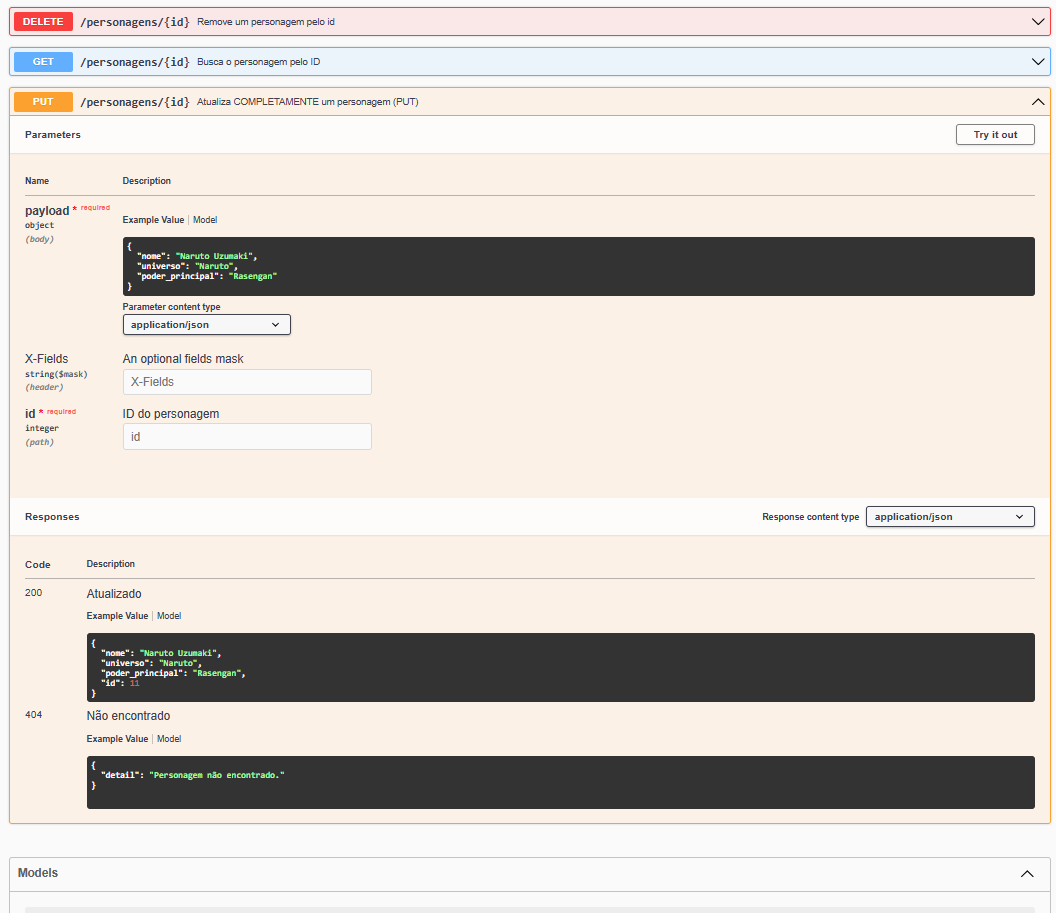 DELETE /personagens/{id} Remove um personagem pelo id
GET /personagens/{id} Busca o personagem pelo ID
PUT /personagens/{id} Atualiza COMPLETAMENTE um personagem (PUT)
Parameters Try it out
Name Description
payload * required
object
(body)
Example Value | Model
{
"nome": "Naruto Uzumaki",
"universo": "Naruto",
"poder_principal": "Rasengan"
}
Parameter content type
application/json
X-Fields An optional fields mask
string($mask)
(header)
X-Fields
id * required ID do personagem
integer
(path)
id
Responses Response content type application/json
Code Description
200 Atualizado
Example Value | Model
{
"nome": "Naruto Uzumaki",
"universo": "Naruto",
"poder_principal": "Rasengan",
"id": 11
}
404 Não encontrado
Example Value | Model
{
"detail": "Personagem não encontrado."
}
Models